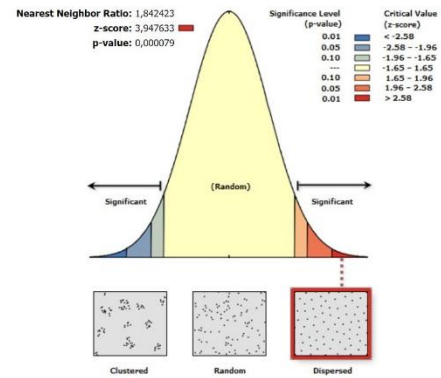 Nearest Neighbor Ratio: 1,842423
z-score: 3,947633
p-value: 0,000079
Significance Level
(p-value)
Critical Value
(z-score)
0.01 < -2.58
0.05 -2.58 - -1.96
0.10 -1.96 - -1.65
--- -1.65 - 1.65
0.10 1.65 - 1.96
0.05 1.96 - 2.58
0.01 > 2.58
Significant
(Random)
Significant
Clustered
Random
Dispersed